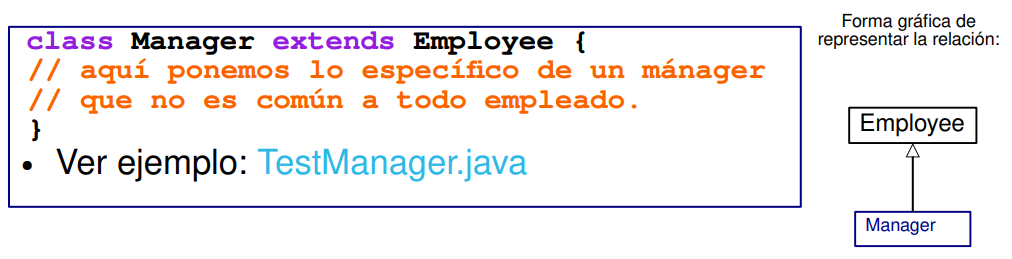 class Manager extends Employee {
// aquí ponemos lo específico de un mánager
// que no es común a todo empleado.
}
• Ver ejemplo: TestManager.java
Forma gráfica de
representar la relación:
Employee
Manager